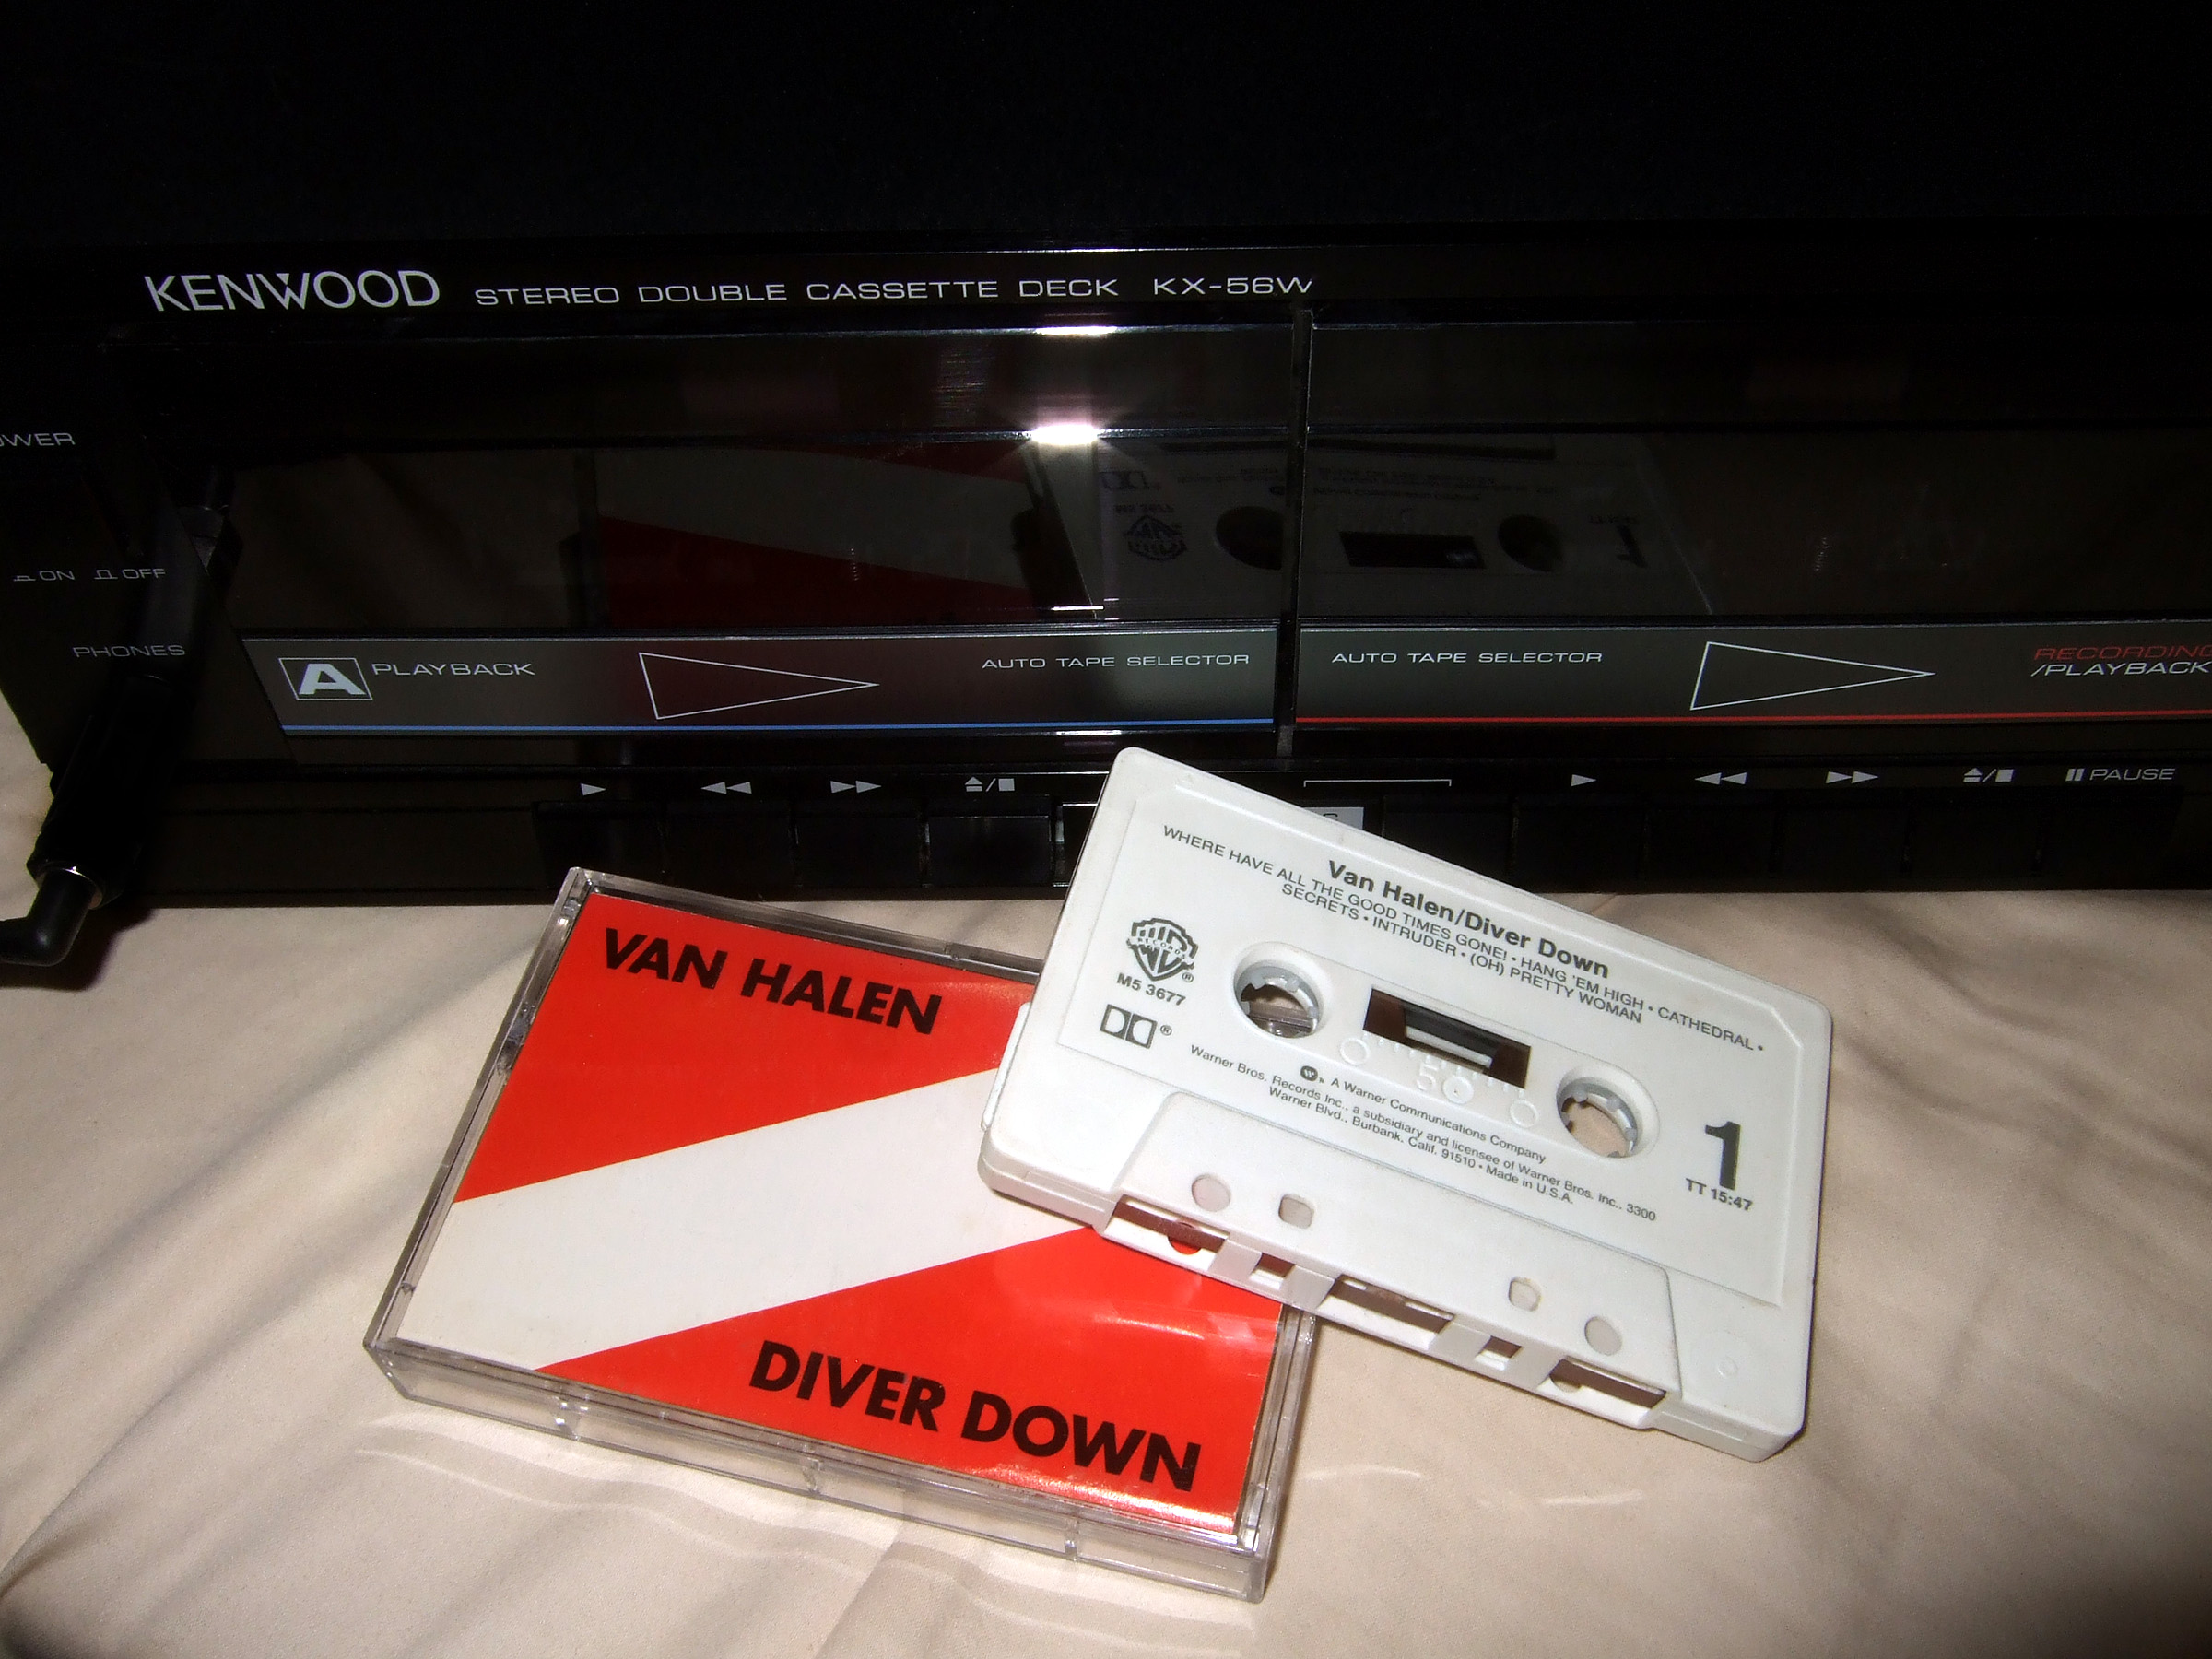 KENWOOD STEREO DOUBLE CASSETTE DECK KX-56W
ON OFF
PHONES
A PLAYBACK
AUTO TAPE SELECTOR
AUTO TAPE SELECTOR
RECORDING
/PLAYBACK
PAUSE
VAN HALEN
DIVER DOWN
Van Halen/Diver Down
WHERE HAVE ALL THE GOOD TIMES GONE! • HANG 'EM HIGH • CATHEDRAL •
SECRETS • INTRUDER • (OH) PRETTY WOMAN
RECORDS ®
M5 3677
®
50
A Warner Communications Company
Warner Bros. Records Inc., a subsidiary and licensee of Warner Bros. Inc., 3300
Warner Blvd., Burbank, Calif. 91510 • Made in U.S.A.
1
TT 15:47